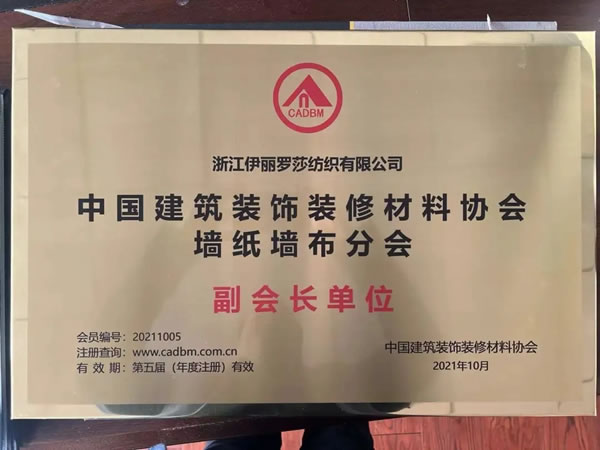 CADBM
浙江伊丽罗莎纺织有限公司
中国建筑装饰装修材料协会
墙纸墙布分会
副会长单位
会员编号：20211005
注册查询：www.cadbm.com.cn
有 效 期：第五届（年度注册）有效
中国建筑装饰装修材料协会
2021年10月